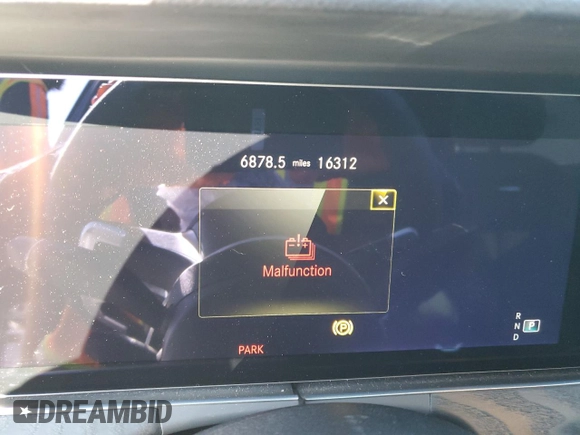 6878.5 miles 16312
Malfunction
R
N P
D
PARK
DREAMBID